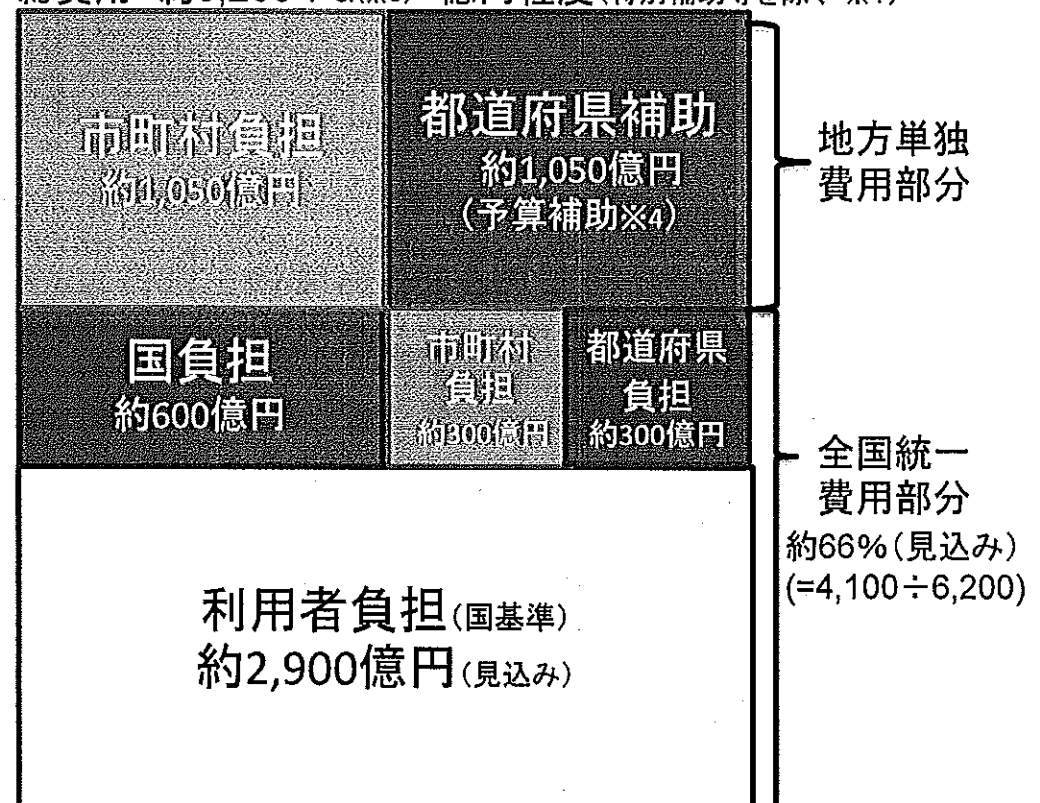 市町村負担
約1,050億円
都道府県補助
約1,050億円
(予算補助※4)
地方単独
費用部分
国負担
約600億円
市町村
負担
約300億円
都道府県
負担
約300億円
全国統一
費用部分
約66%(見込み)
(=4,100÷6,200)
利用者負担(国基準)
約2,900億円(見込み)